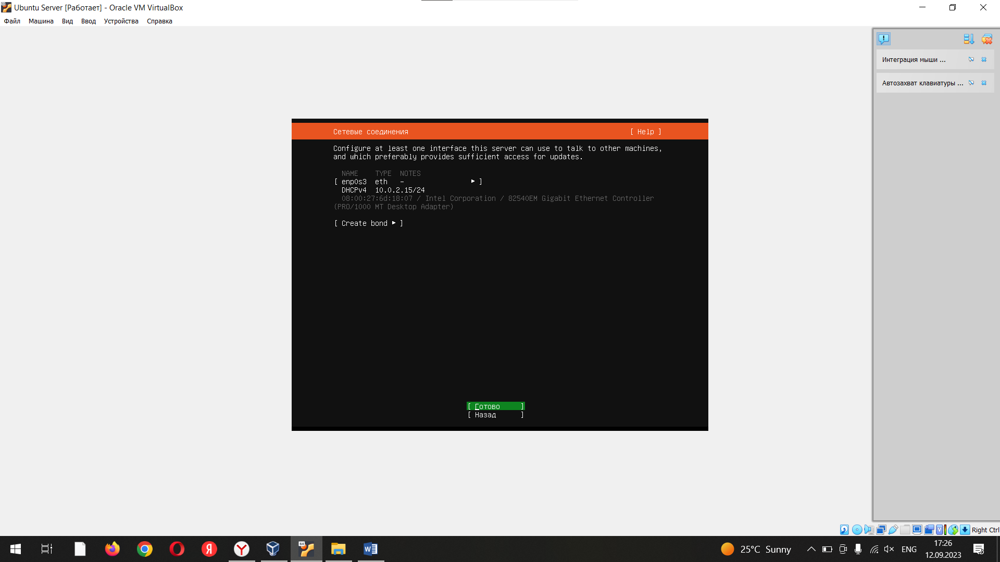 Ubuntu Server [Работает] - Oracle VM VirtualBox
Файл Машина Вид Ввод Устройства Справка
Интеграция мыши ...
Автозахват клавиатуры ...
Сетевые соединения [ Help ]
Configure at least one interface this server can use to talk to other machines,
and which preferably provides sufficient access for updates.
NAME TYPE NOTES
[ enp0s3 eth – ▸ ]
DHCPv4 10.0.2.15/24
08:00:27:6d:18:07 / Intel Corporation / 82540EM Gigabit Ethernet Controller
(PRO/1000 MT Desktop Adapter)
[ Create bond ▸ ]
[ Готово ]
[ Назад ]
Right Ctrl
25°C Sunny
ENG
17:26
12.09.2023